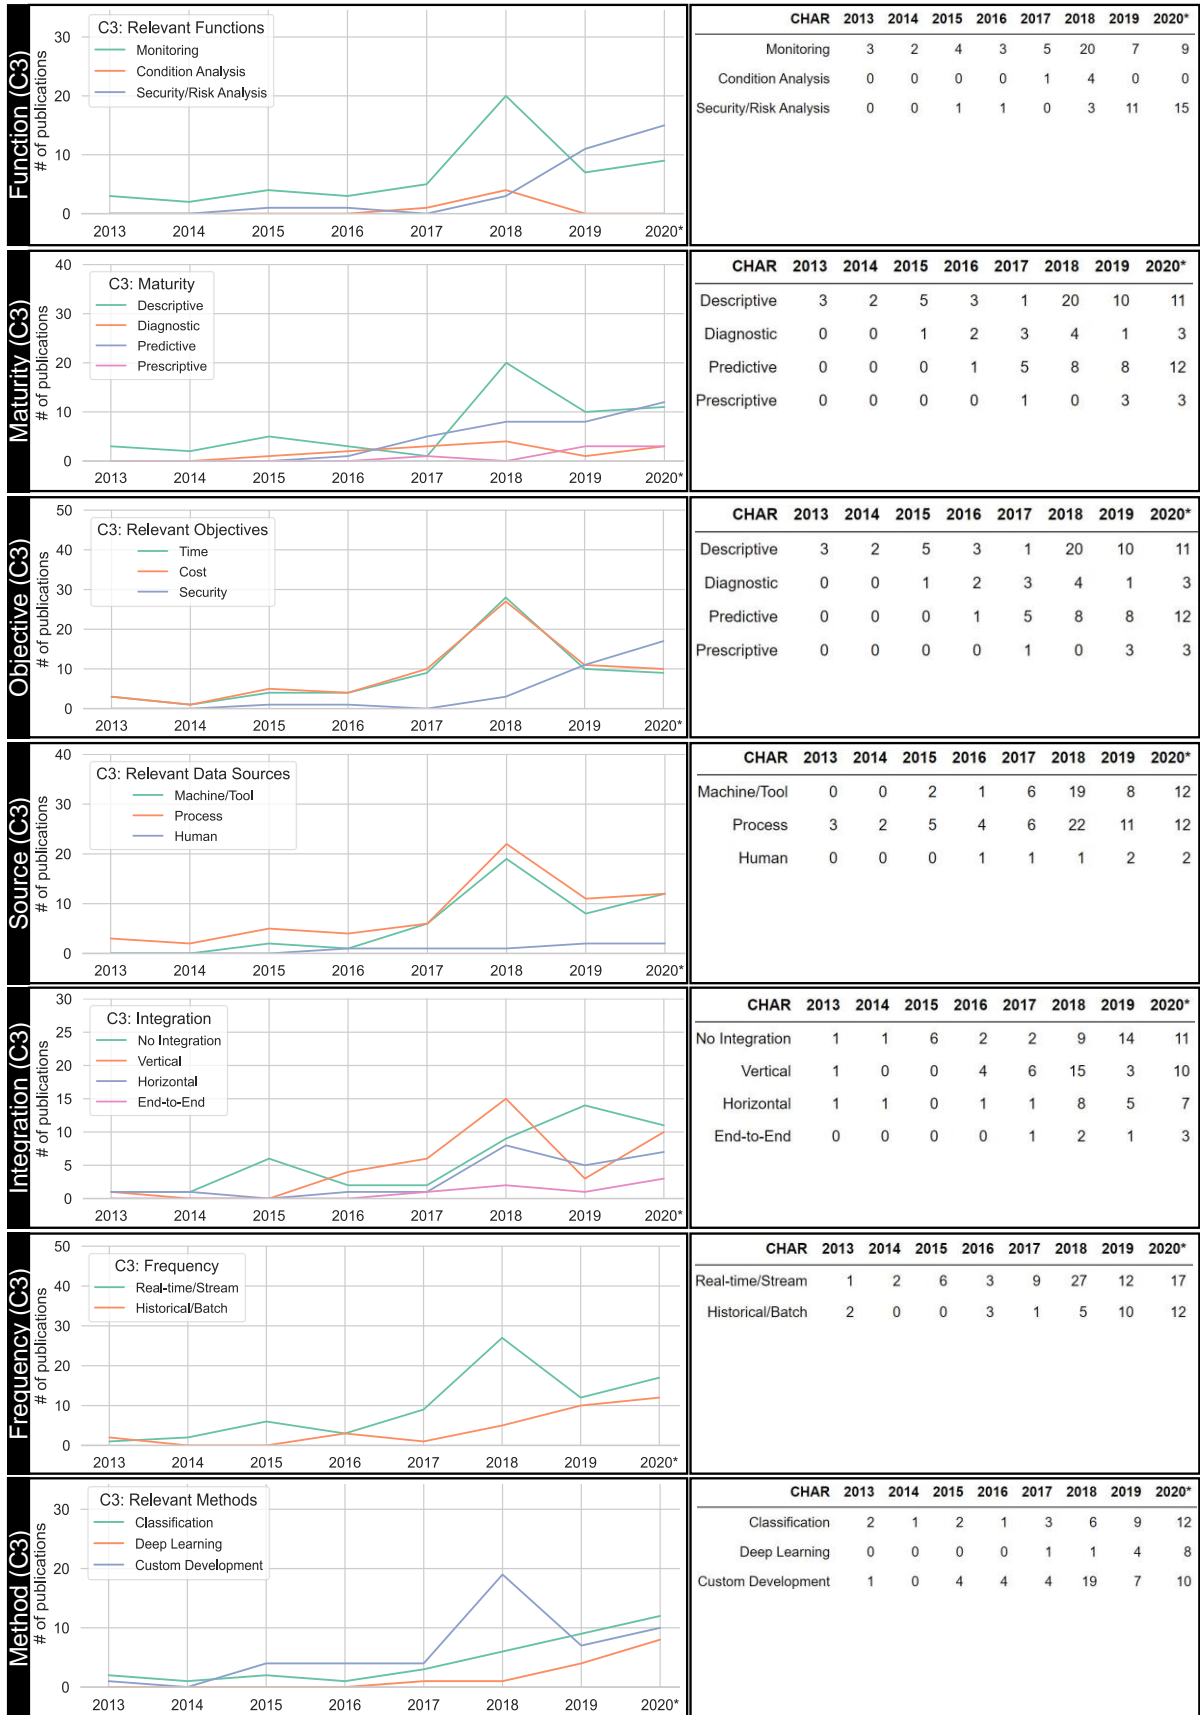 Function (C3)
# of publications
C3: Relevant Functions
Monitoring
Condition Analysis
Security/Risk Analysis
30
20
10
0
2013 2014 2015 2016 2017 2018 2019 2020*
CHAR 2013 2014 2015 2016 2017 2018 2019 2020*
Monitoring 3 2 4 3 5 20 7 9
Condition Analysis 0 0 0 0 1 4 0 0
Security/Risk Analysis 0 0 1 1 0 3 11 15
Maturity (C3)
# of publications
C3: Maturity
Descriptive
Diagnostic
Predictive
Prescriptive
40
30
20
10
0
2013 2014 2015 2016 2017 2018 2019 2020*
CHAR 2013 2014 2015 2016 2017 2018 2019 2020*
Descriptive 3 2 5 3 1 20 10 11
Diagnostic 0 0 1 2 3 4 1 3
Predictive 0 0 0 1 5 8 8 12
Prescriptive 0 0 0 0 1 0 3 3
Objective (C3)
# of publications
C3: Relevant Objectives
Time
Cost
Security
50
40
30
20
10
0
2013 2014 2015 2016 2017 2018 2019 2020*
CHAR 2013 2014 2015 2016 2017 2018 2019 2020*
Descriptive 3 2 5 3 1 20 10 11
Diagnostic 0 0 1 2 3 4 1 3
Predictive 0 0 0 1 5 8 8 12
Prescriptive 0 0 0 0 1 0 3 3
Source (C3)
# of publications
C3: Relevant Data Sources
Machine/Tool
Process
Human
40
30
20
10
0
2013 2014 2015 2016 2017 2018 2019 2020*
CHAR 2013 2014 2015 2016 2017 2018 2019 2020*
Machine/Tool 0 0 2 1 6 19 8 12
Process 3 2 5 4 6 22 11 12
Human 0 0 0 1 1 1 2 2
Integration (C3)
# of publications
C3: Integration
No Integration
Vertical
Horizontal
End-to-End
30
25
20
15
10
5
0
2013 2014 2015 2016 2017 2018 2019 2020*
CHAR 2013 2014 2015 2016 2017 2018 2019 2020*
No Integration 1 1 6 2 2 9 14 11
Vertical 1 0 0 4 6 15 3 10
Horizontal 1 1 0 1 1 8 5 7
End-to-End 0 0 0 0 1 2 1 3
Frequency (C3)
# of publications
C3: Frequency
Real-time/Stream
Historical/Batch
50
40
30
20
10
0
2013 2014 2015 2016 2017 2018 2019 2020*
CHAR 2013 2014 2015 2016 2017 2018 2019 2020*
Real-time/Stream 1 2 6 3 9 27 12 17
Historical/Batch 2 0 0 3 1 5 10 12
Method (C3)
# of publications
C3: Relevant Methods
Classification
Deep Learning
Custom Development
30
20
10
0
2013 2014 2015 2016 2017 2018 2019 2020*
CHAR 2013 2014 2015 2016 2017 2018 2019 2020*
Classification 2 1 2 1 3 6 9 12
Deep Learning 0 0 0 0 1 1 4 8
Custom Development 1 0 4 4 4 19 7 10